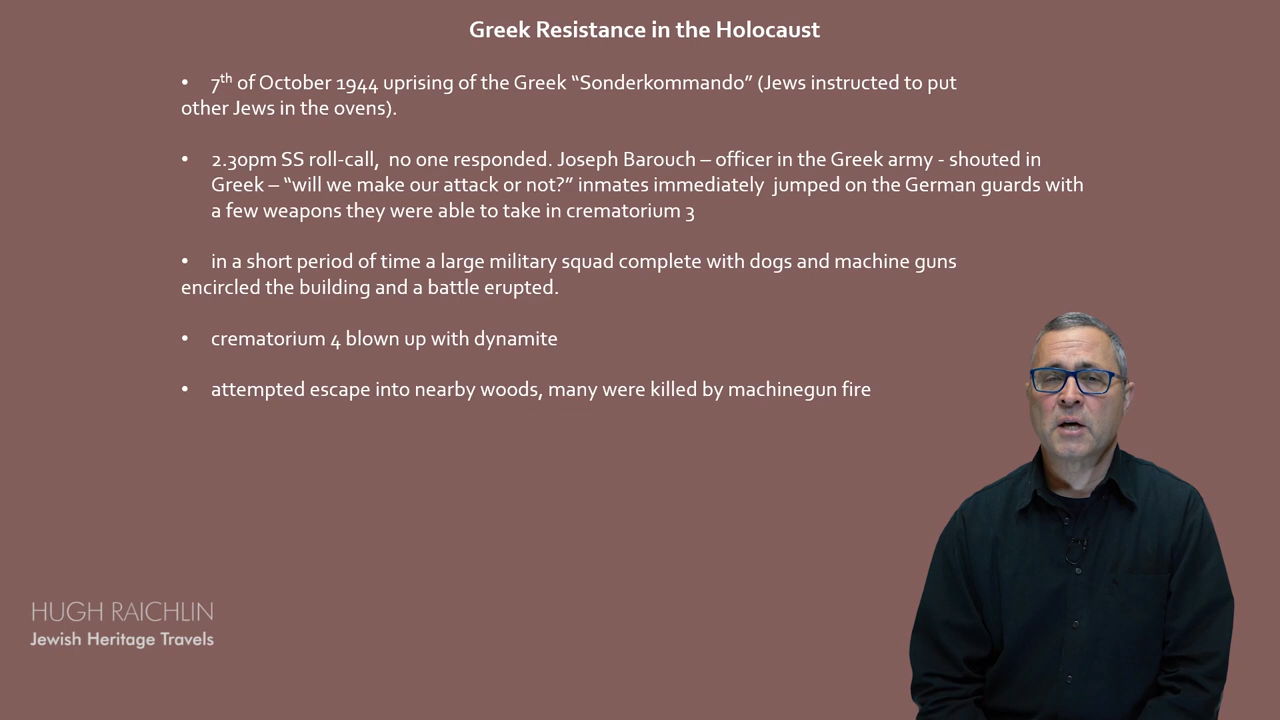 Greek Resistance in the Holocaust
• 7th of October 1944 uprising of the Greek “Sonderkommando” (Jews instructed to put
other Jews in the ovens).
• 2.30pm SS roll-call, no one responded. Joseph Barouch – officer in the Greek army - shouted in
Greek – “will we make our attack or not?” inmates immediately jumped on the German guards with
a few weapons they were able to take in crematorium 3
• in a short period of time a large military squad complete with dogs and machine guns
encircled the building and a battle erupted.
• crematorium 4 blown up with dynamite
• attempted escape into nearby woods, many were killed by machinegun fire
HUGH RAICHLIN
Jewish Heritage Travels